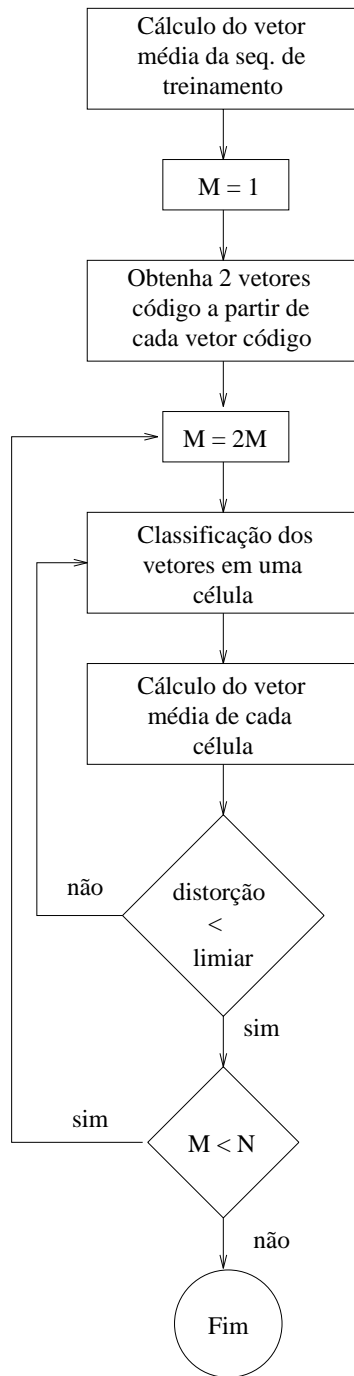 Cálculo do vetor
média da seq. de
treinamento
M = 1
Obtenha 2 vetores
código a partir de
cada vetor código
M = 2M
Classificação dos
vetores em uma
célula
Cálculo do vetor
média de cada
célula
não
distorção
<
limiar
sim
sim
M < N
não
Fim